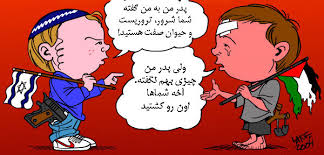 پدر من به من گفته
شما شرور، تروریست
و حیوان صفت هستید!
ولی پدر من
چیزی بهم نگفته،
آخه شماها
اون رو کشتید